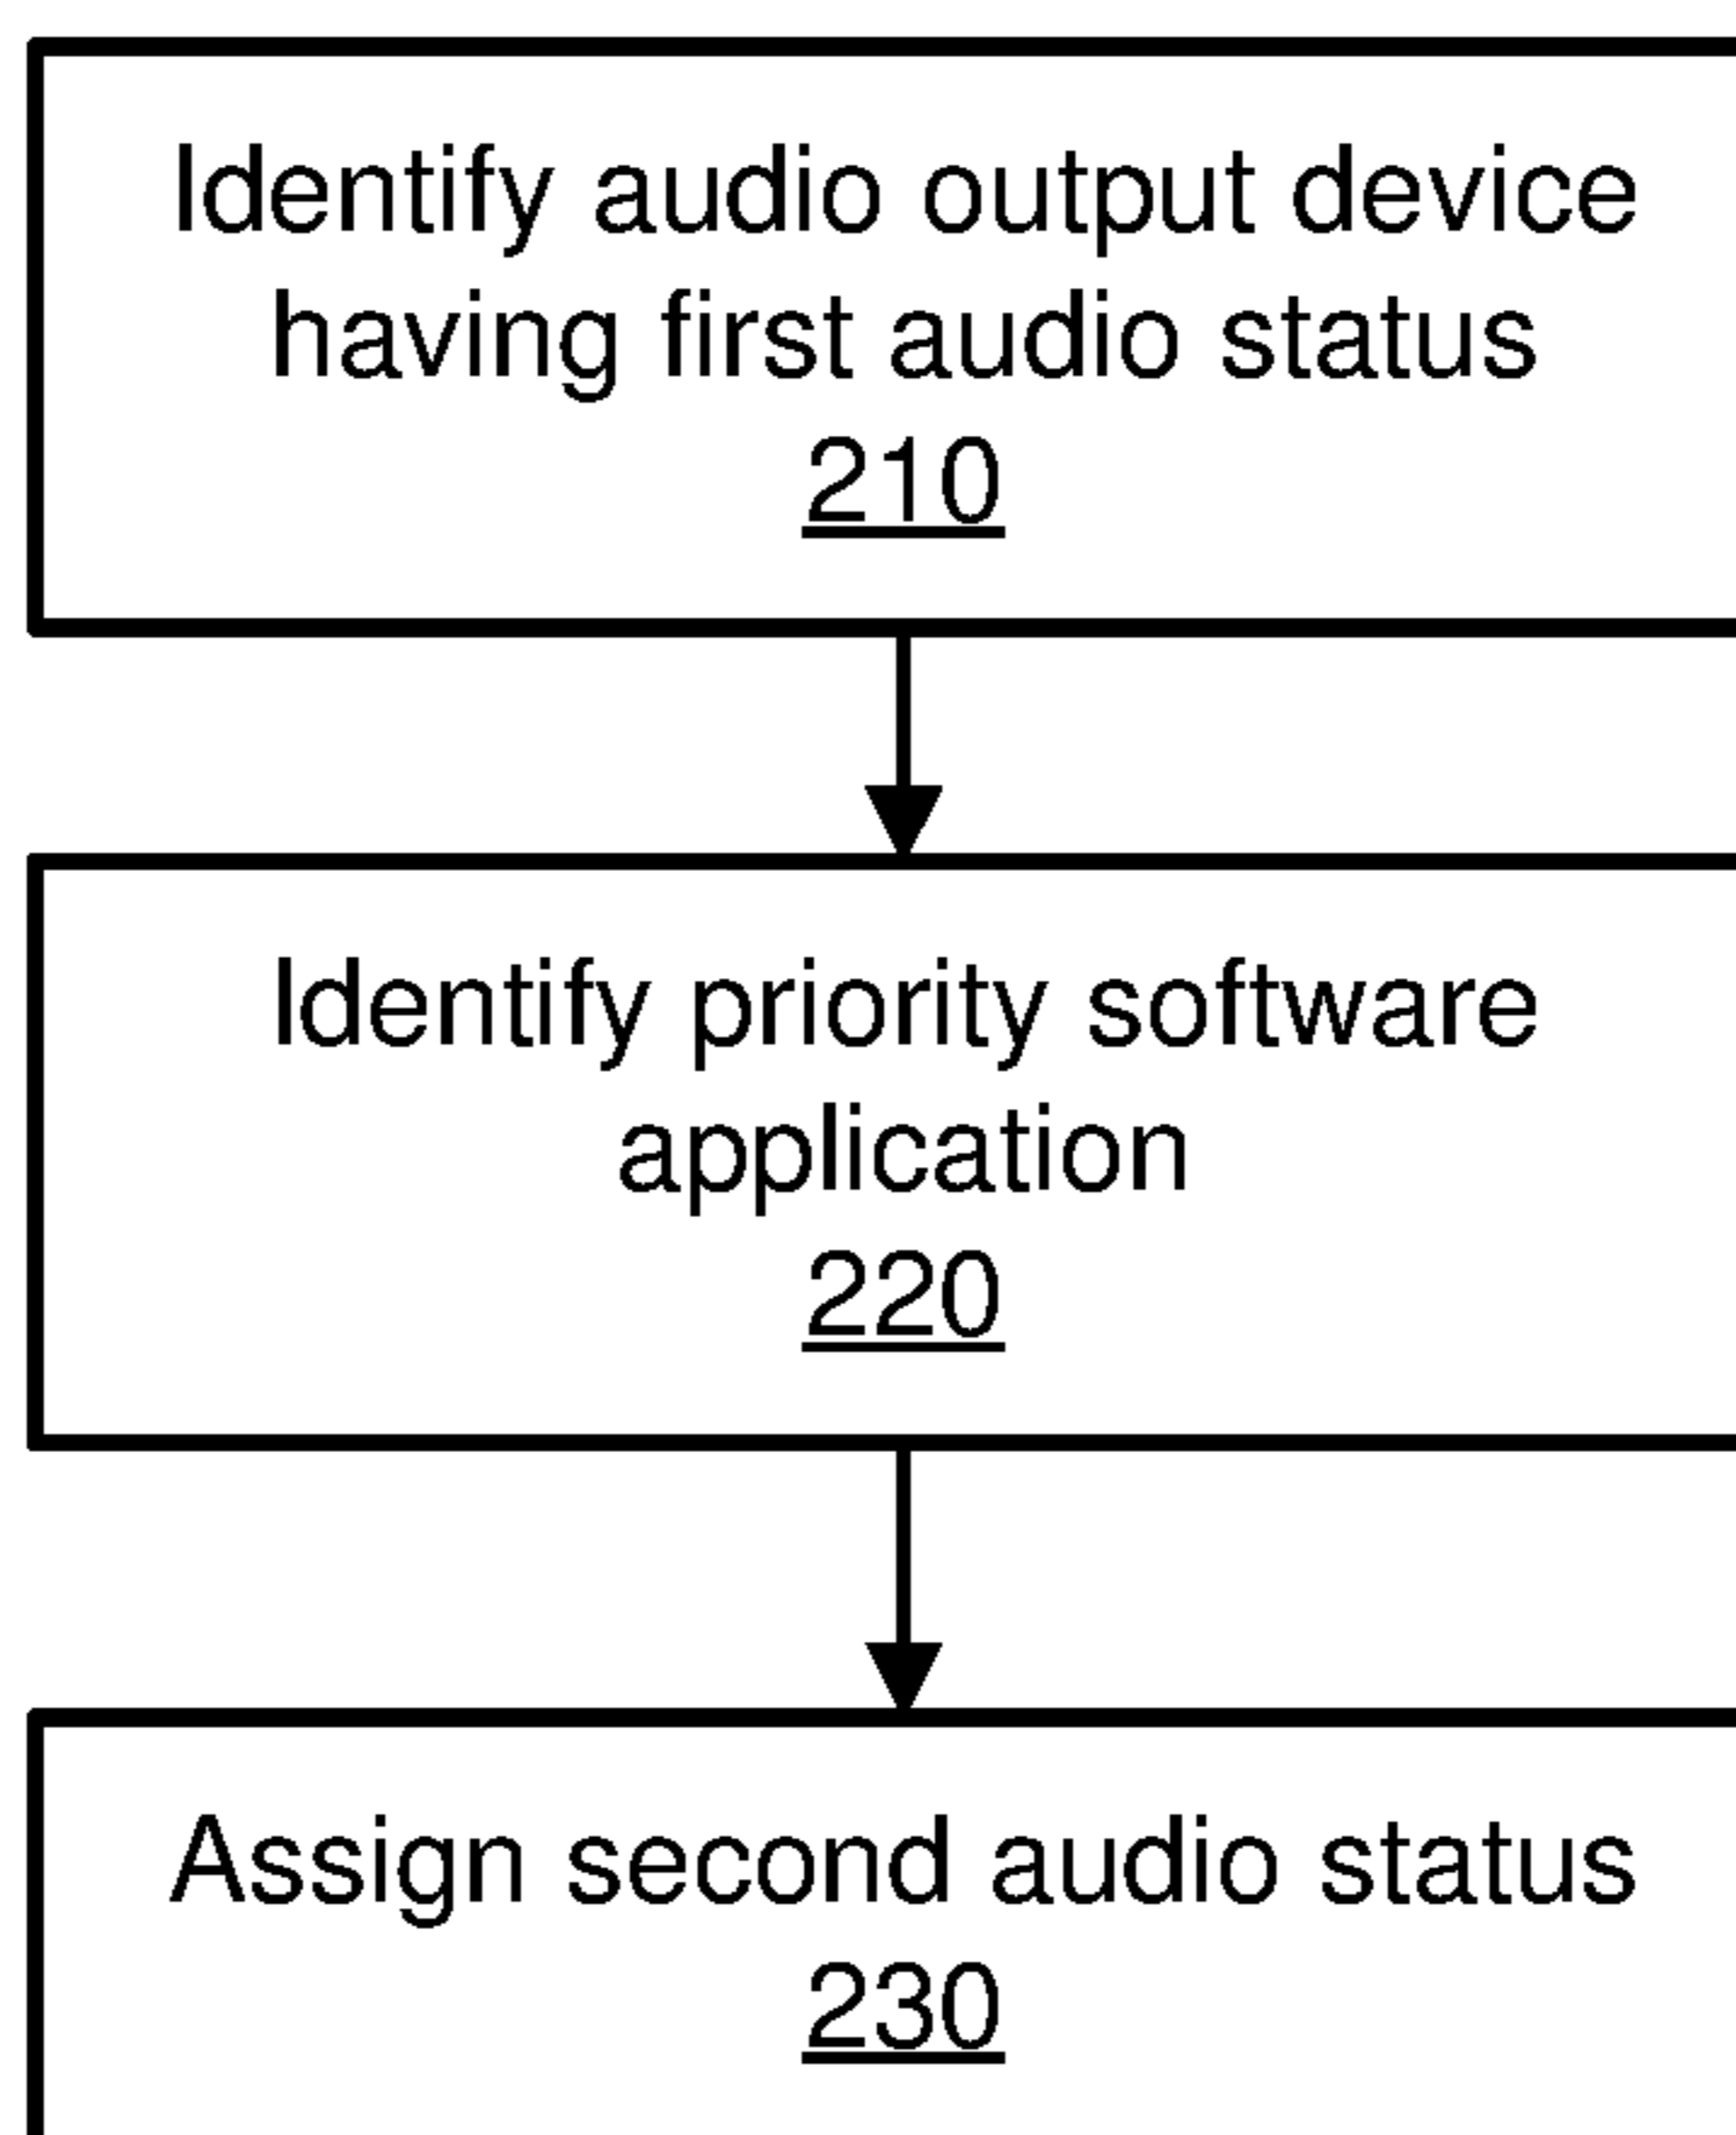 Identify audio output device
having first audio status
210
Identify priority software
application
220
Assign second audio status
230